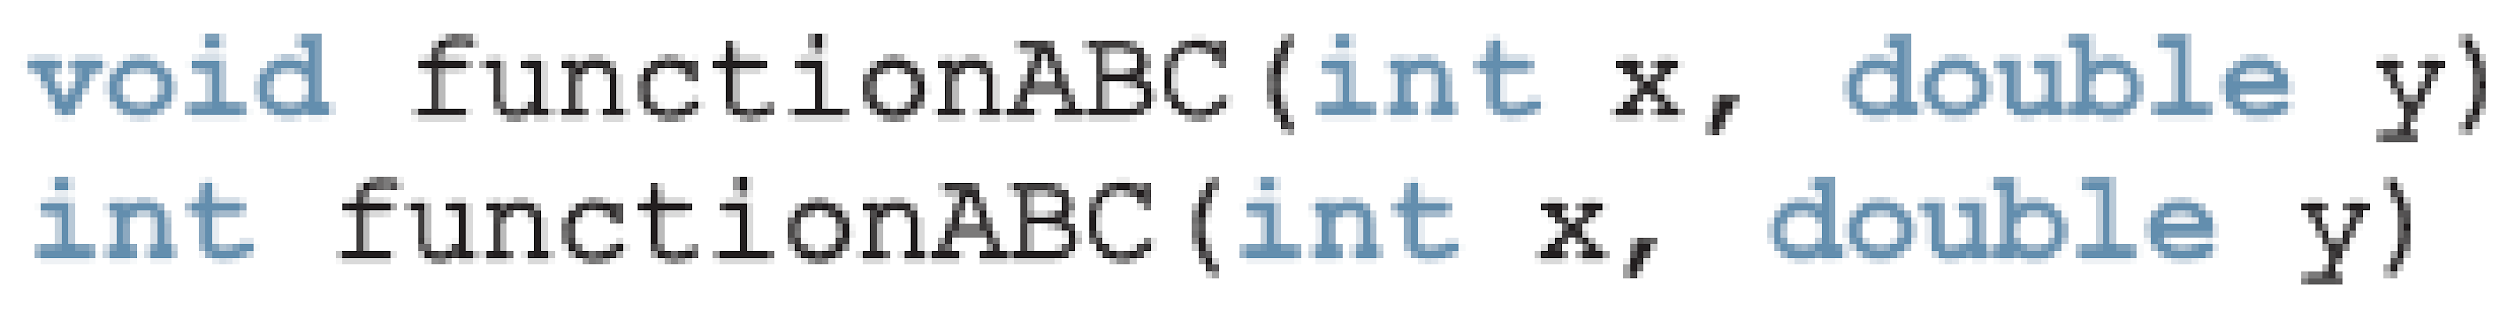 void functionABC(int x, double y)
int functionABC(int x, double y)